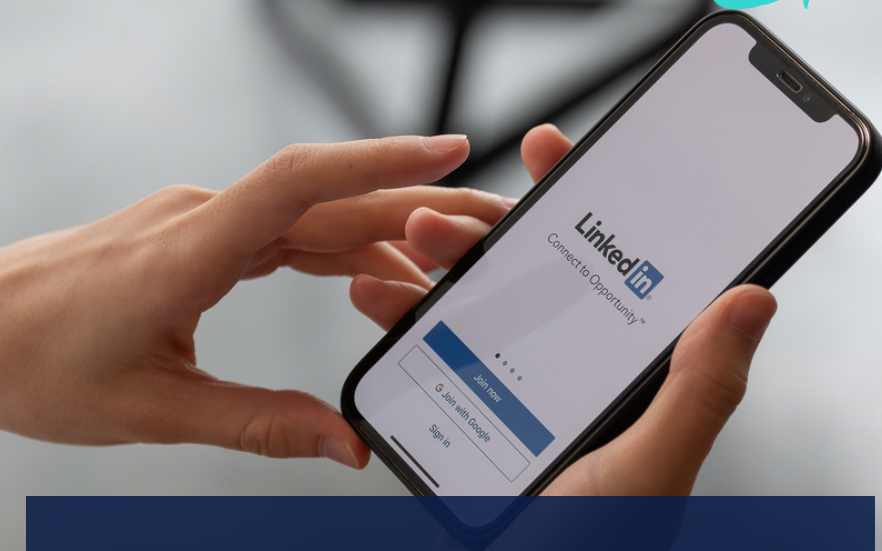 Linkedin
Connect to Opportunity™
Join now
G Join with Google
Sign in